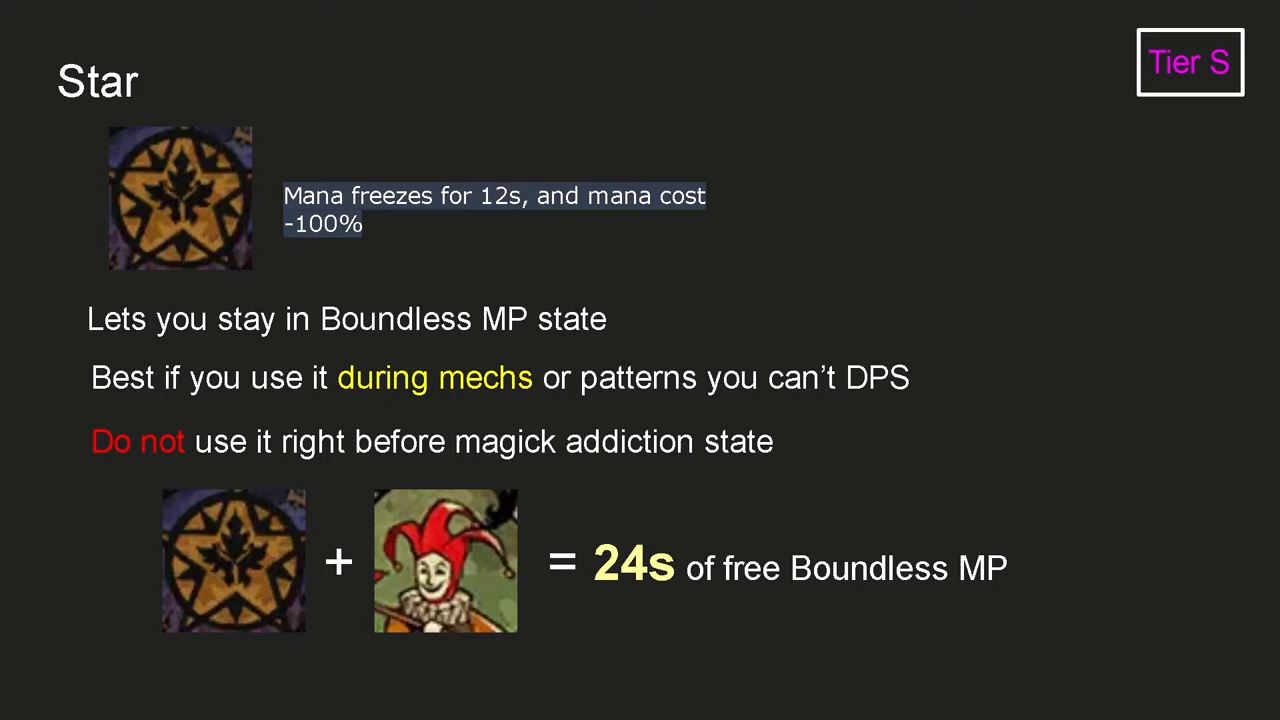 Tier S
Star
Mana freezes for 12s, and mana cost
-100%
Lets you stay in Boundless MP state
Best if you use it during mechs or patterns you can’t DPS
Do not use it right before magick addiction state
+ = 24s of free Boundless MP